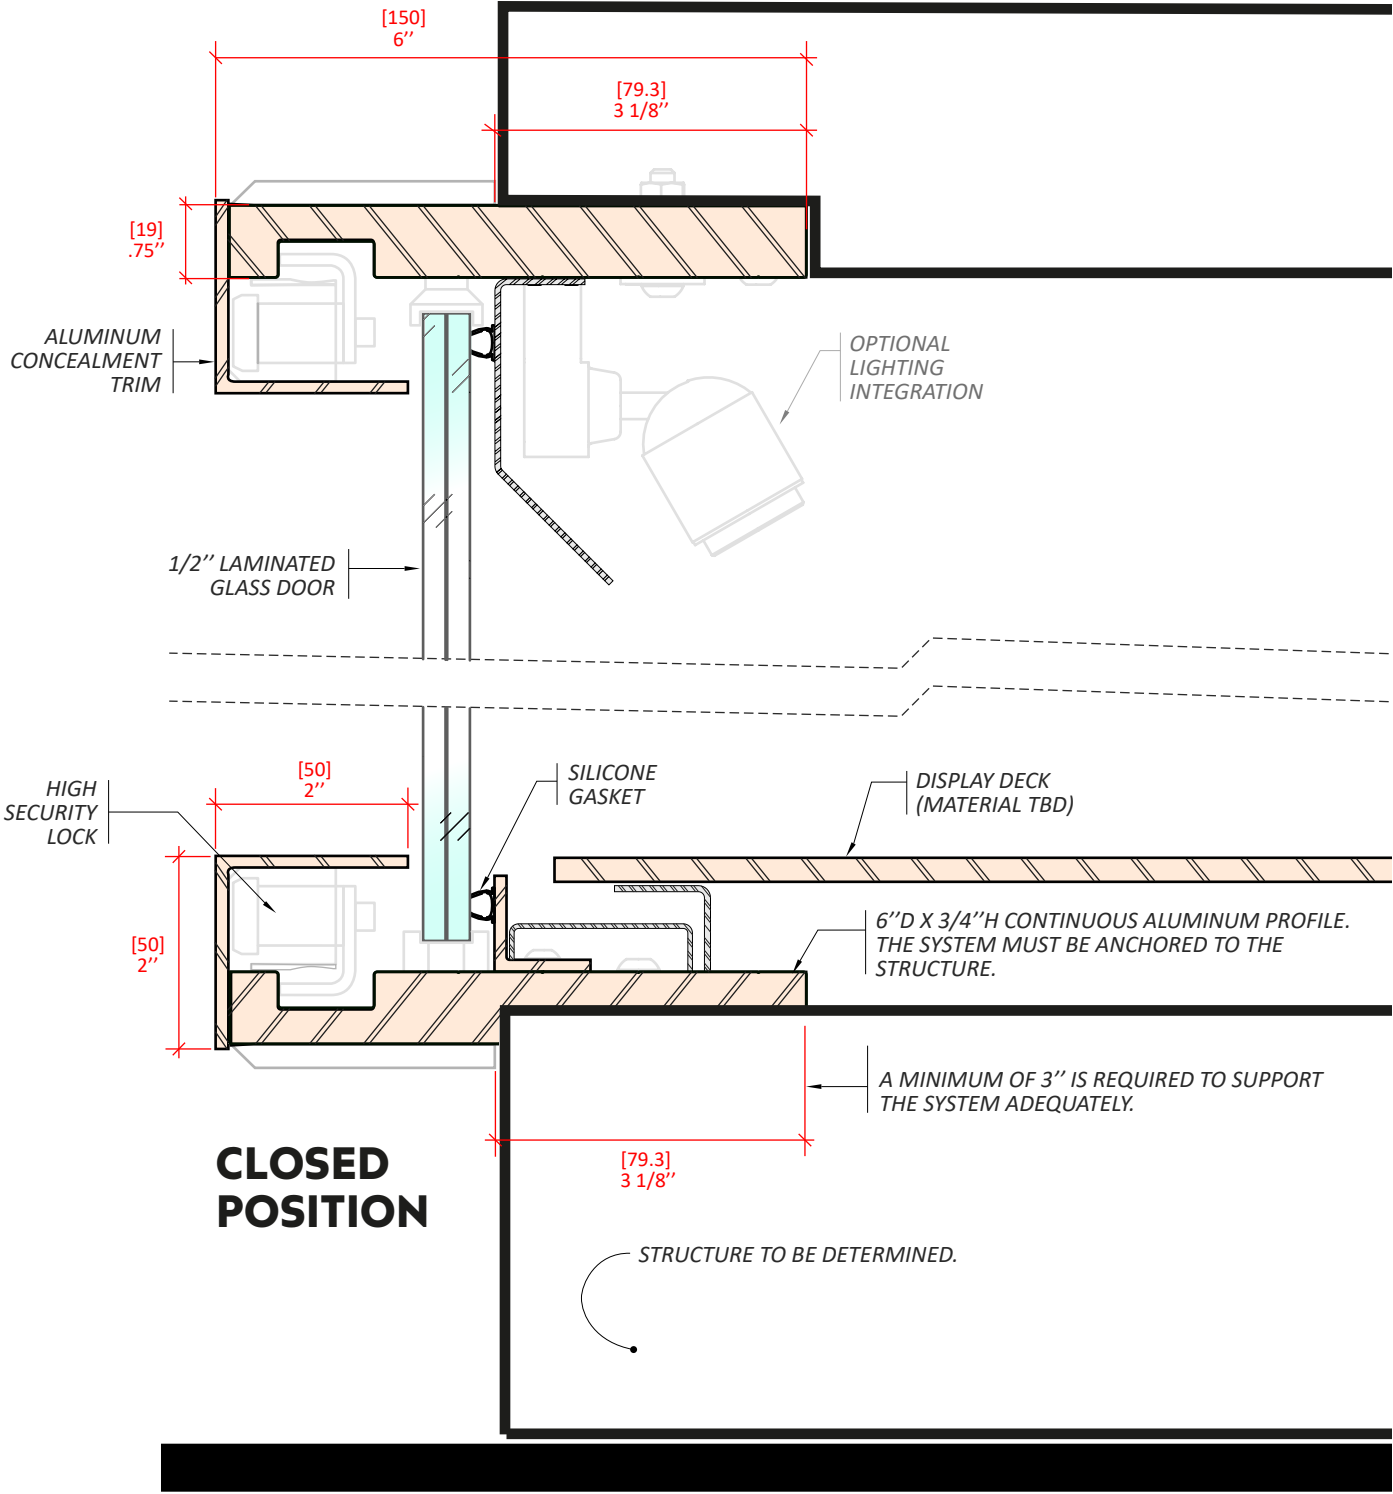 [150]
6''
[79.3]
3 1/8''
[19]
.75''
ALUMINUM
CONCEALMENT
TRIM
OPTIONAL
LIGHTING
INTEGRATION
1/2'' LAMINATED
GLASS DOOR
HIGH
SECURITY
LOCK
[50]
2''
SILICONE
GASKET
DISPLAY DECK
(MATERIAL TBD)
[50]
2''
6''D X 3/4''H CONTINUOUS ALUMINUM PROFILE.
THE SYSTEM MUST BE ANCHORED TO THE
STRUCTURE.
A MINIMUM OF 3'' IS REQUIRED TO SUPPORT
THE SYSTEM ADEQUATELY.
CLOSED
POSITION
[79.3]
3 1/8''
STRUCTURE TO BE DETERMINED.